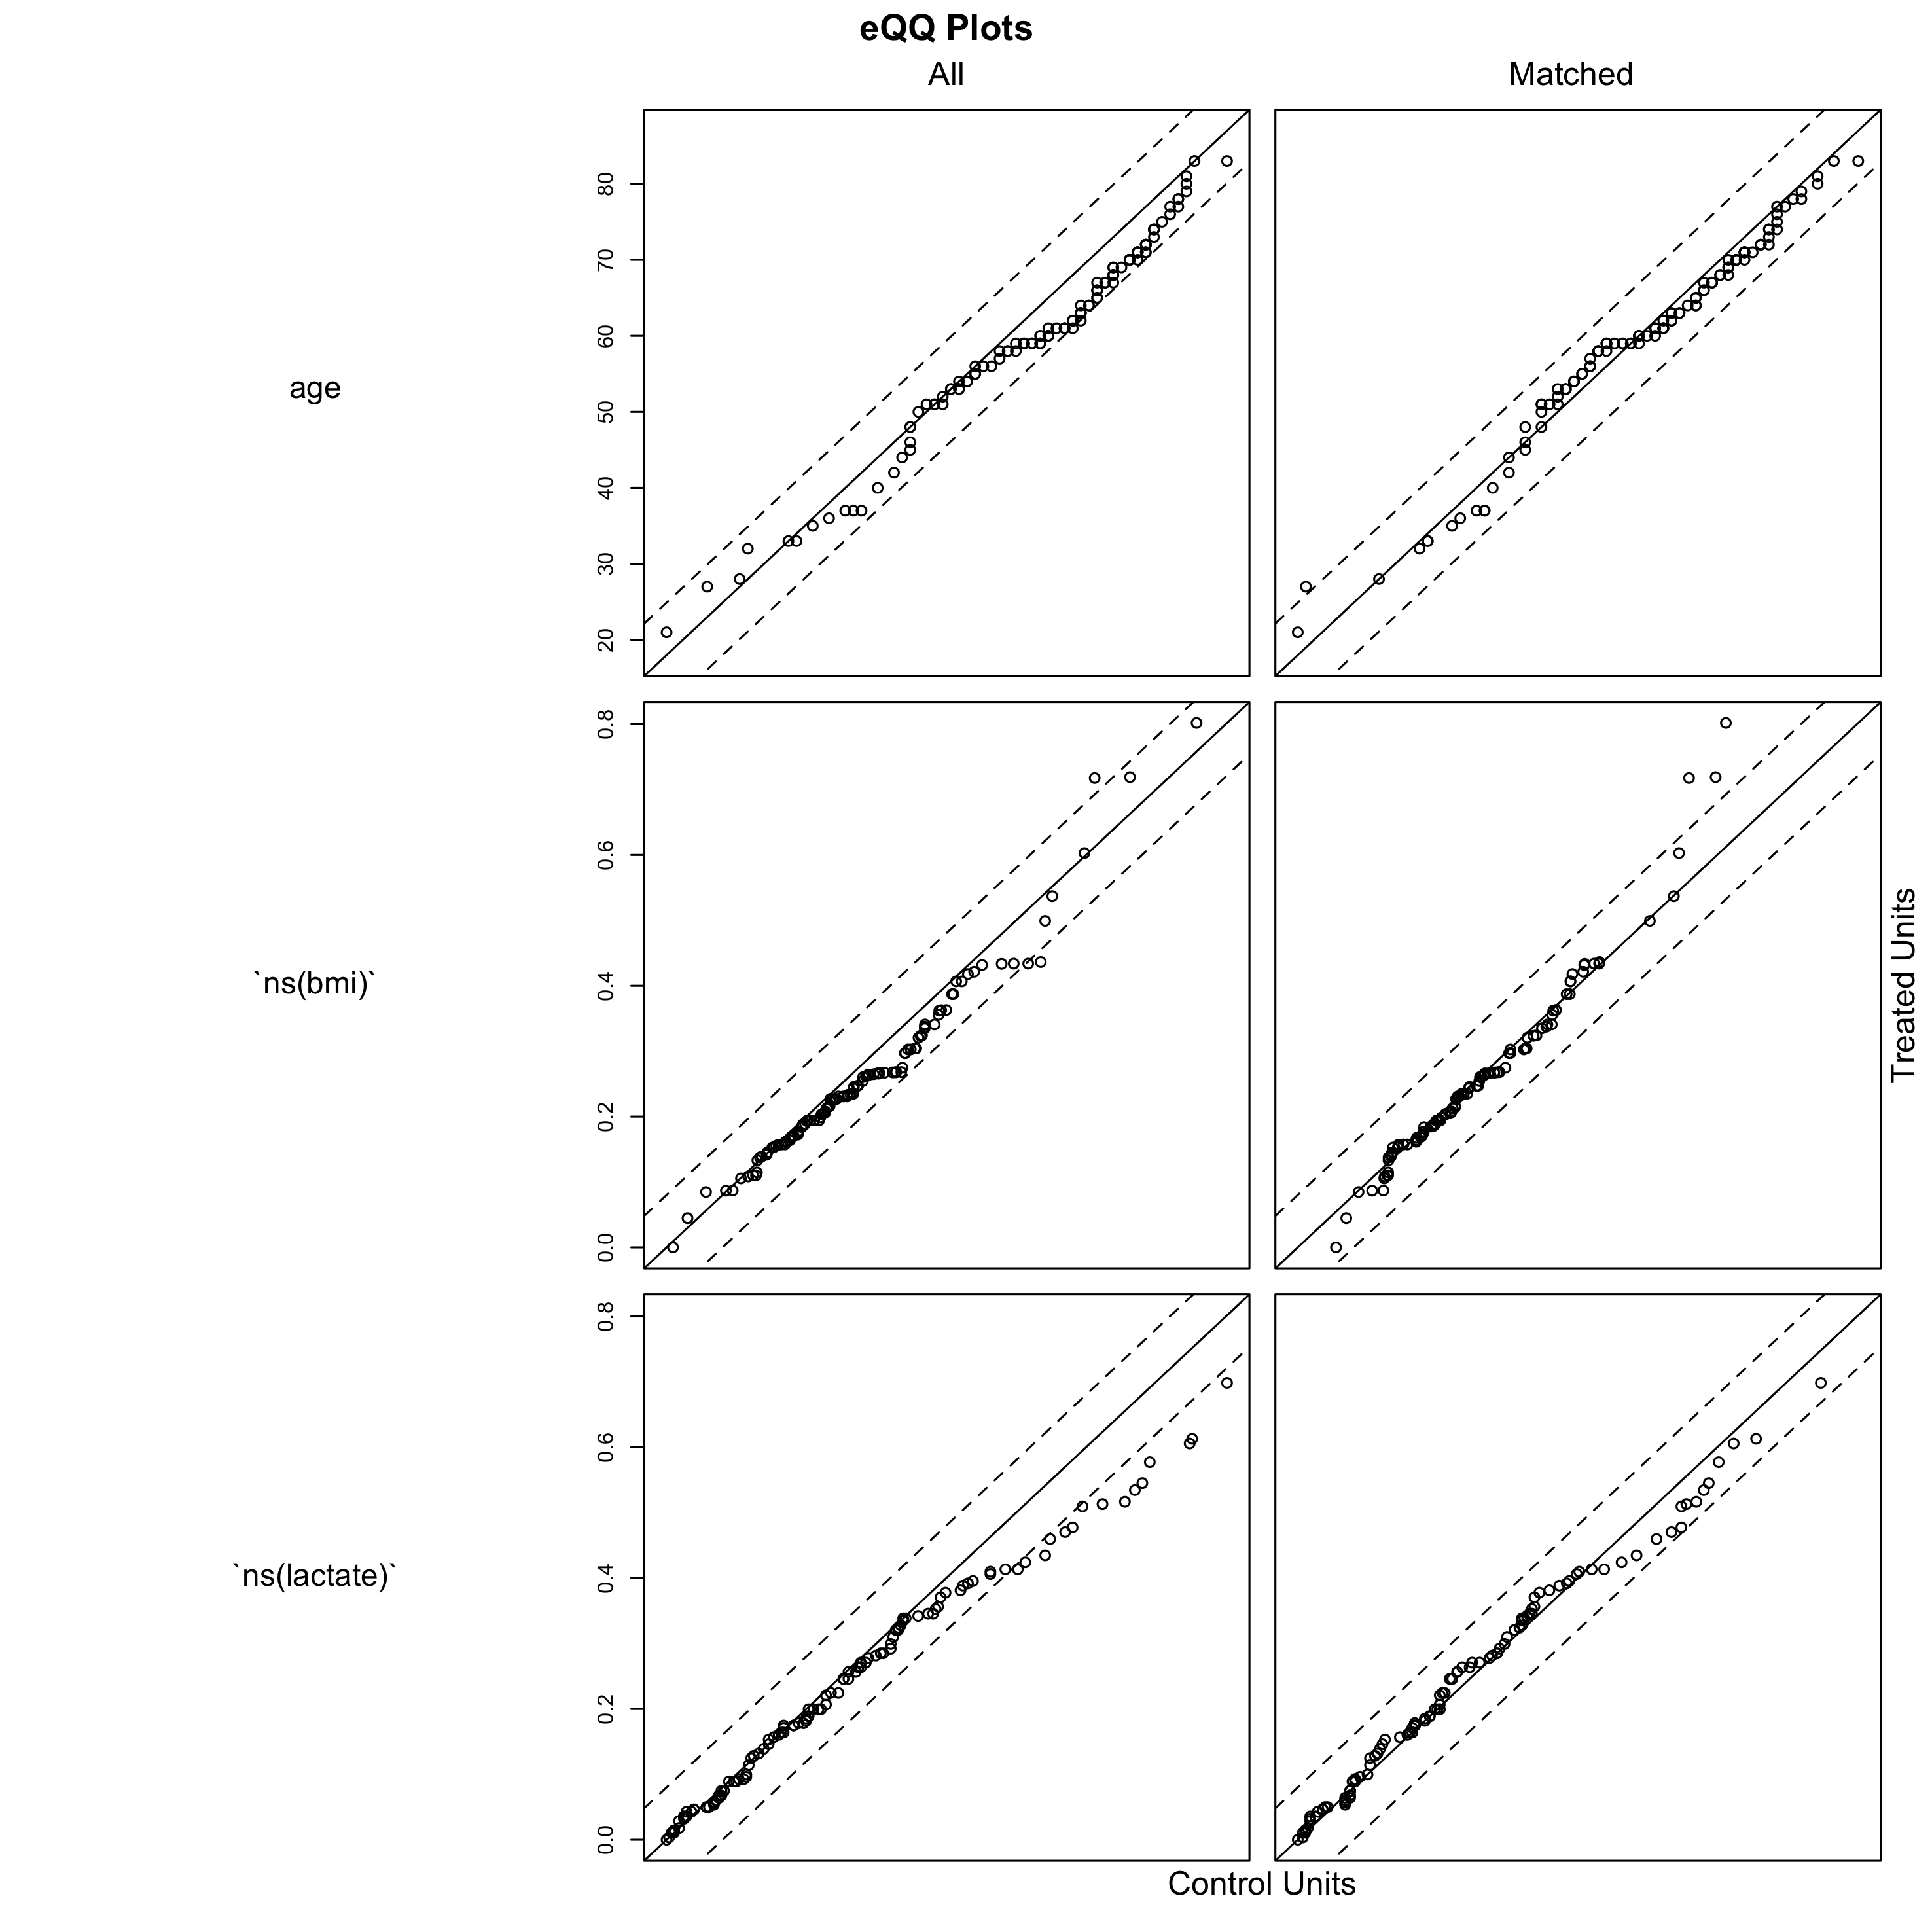 eQQ Plots
All
Matched
age
20
30
40
50
60
70
80
`ns(bmi)`
0.0
0.2
0.4
0.6
0.8
Treated Units
`ns(lactate)`
0.0
0.2
0.4
0.6
0.8
Control Units